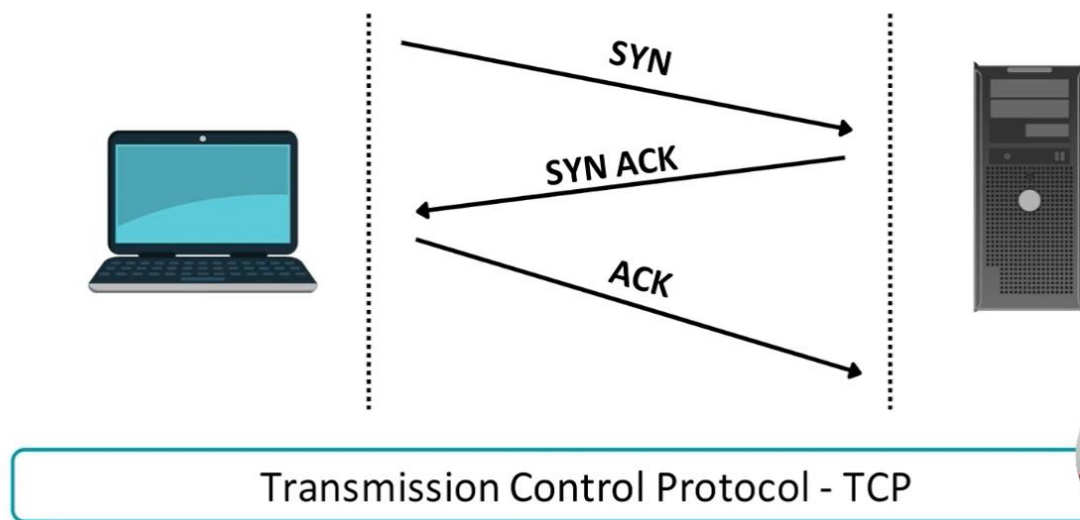 SYN
SYN ACK
ACK
Transmission Control Protocol - TCP